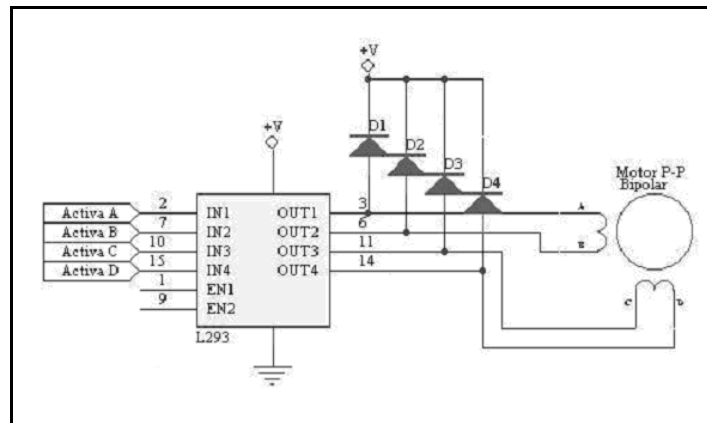 +V
D1
D2
D3
D4
+V
Motor P-P
Bipolar
A
B
C
D
Activa A
Activa B
Activa C
Activa D
2
7
10
15
1
9
IN1
IN2
IN3
IN4
EN1
EN2
OUT1
OUT2
OUT3
OUT4
3
6
11
14
L293